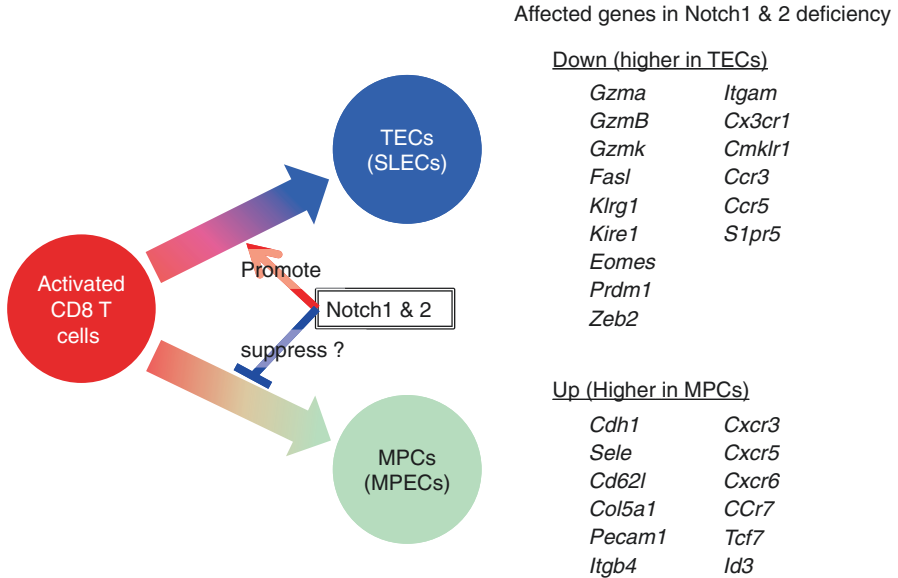 Affected genes in Notch1 & 2 deficiency
Down (higher in TECs)
Gzma Itgam
GzmB Cx3cr1
Gzmk Cmklr1
Fasl Ccr3
Klrg1 Ccr5
Kire1 S1pr5
Eomes
Prdm1
Zeb2
TECs
(SLECs)
Activated
CD8 T
cells
Promote
Notch1 & 2
suppress ?
MPCs
(MPECs)
Up (Higher in MPCs)
Cdh1 Cxcr3
Sele Cxcr5
Cd62l Cxcr6
Col5a1 CCr7
Pecam1 Tcf7
Itgb4 Id3